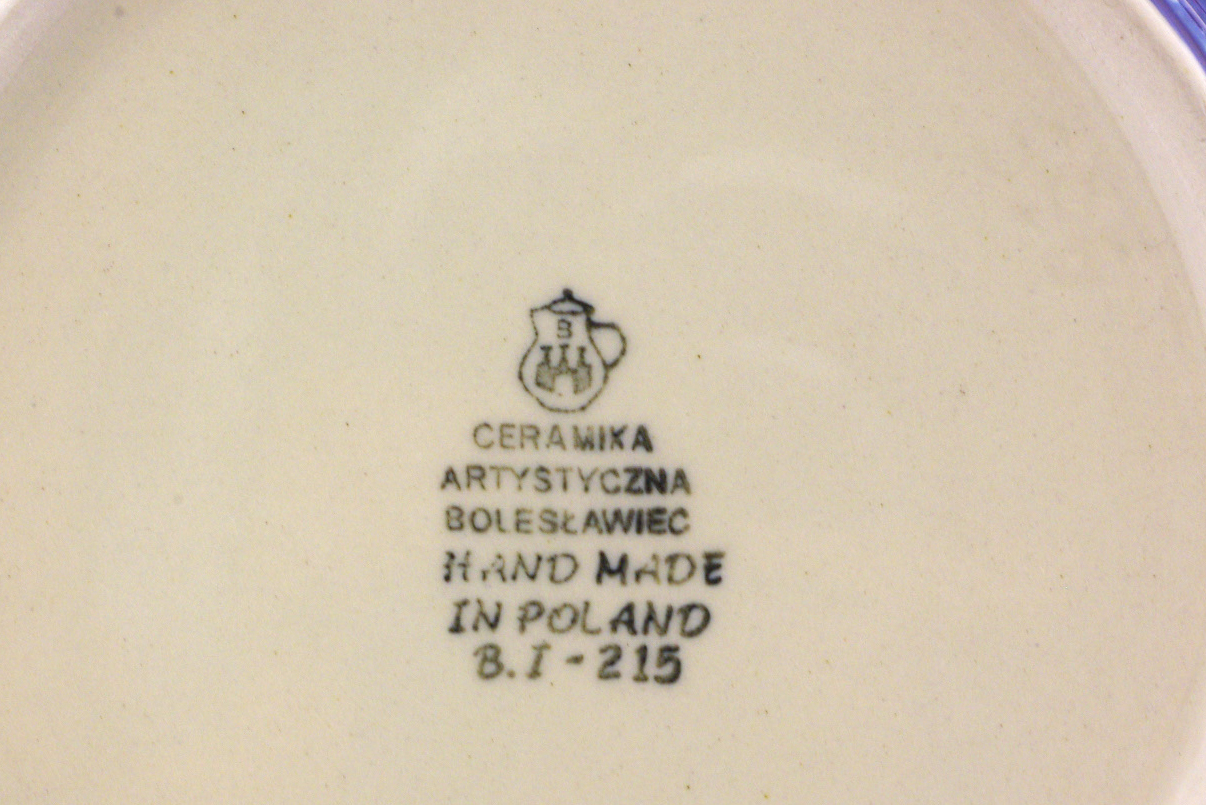 B
CERAMIKA
ARTYSTYCZNA
BOLESŁAWIEC
HAND MADE
IN POLAND
B.I-215